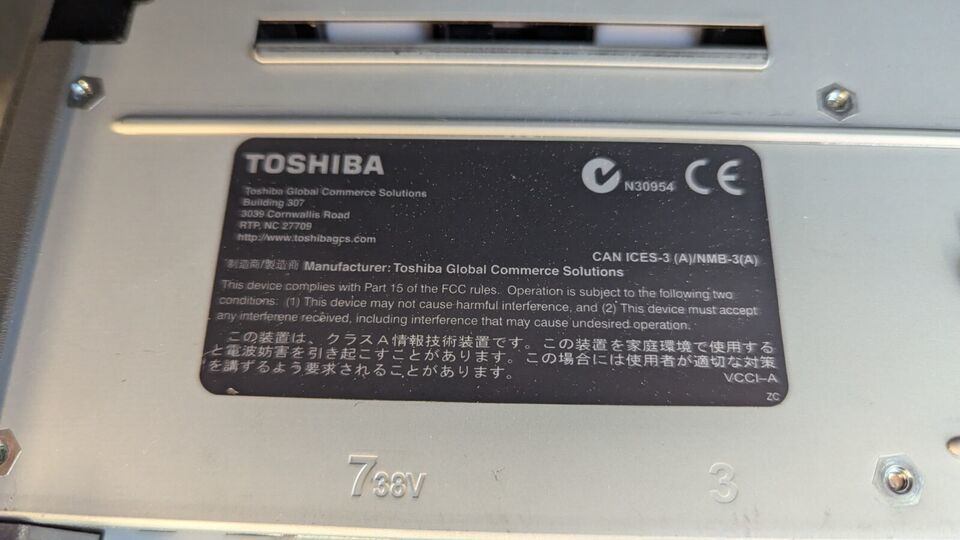 TOSHIBA
Toshiba Global Commerce Solutions
Building 307
3039 Cornwallis Road
RTP, NC 27709
http://www.toshibagcs.com
N30954 CE
CAN ICES-3 (A)/NMB-3(A)
制造商/製造商 Manufacturer: Toshiba Global Commerce Solutions
This device complies with Part 15 of the FCC rules. Operation is subject to the following two
conditions: (1) This device may not cause harmful interference, and (2) This device must accept
any interferene received, including interference that may cause undesired operation.
この装置は、クラスA情報技術装置です。この装置を家庭環境で使用する
と電波妨害を引き起こすことがあります。この場合には使用者が適切な対策
を講ずるよう要求されることがあります。
VCCI-A
ZC
738V 3